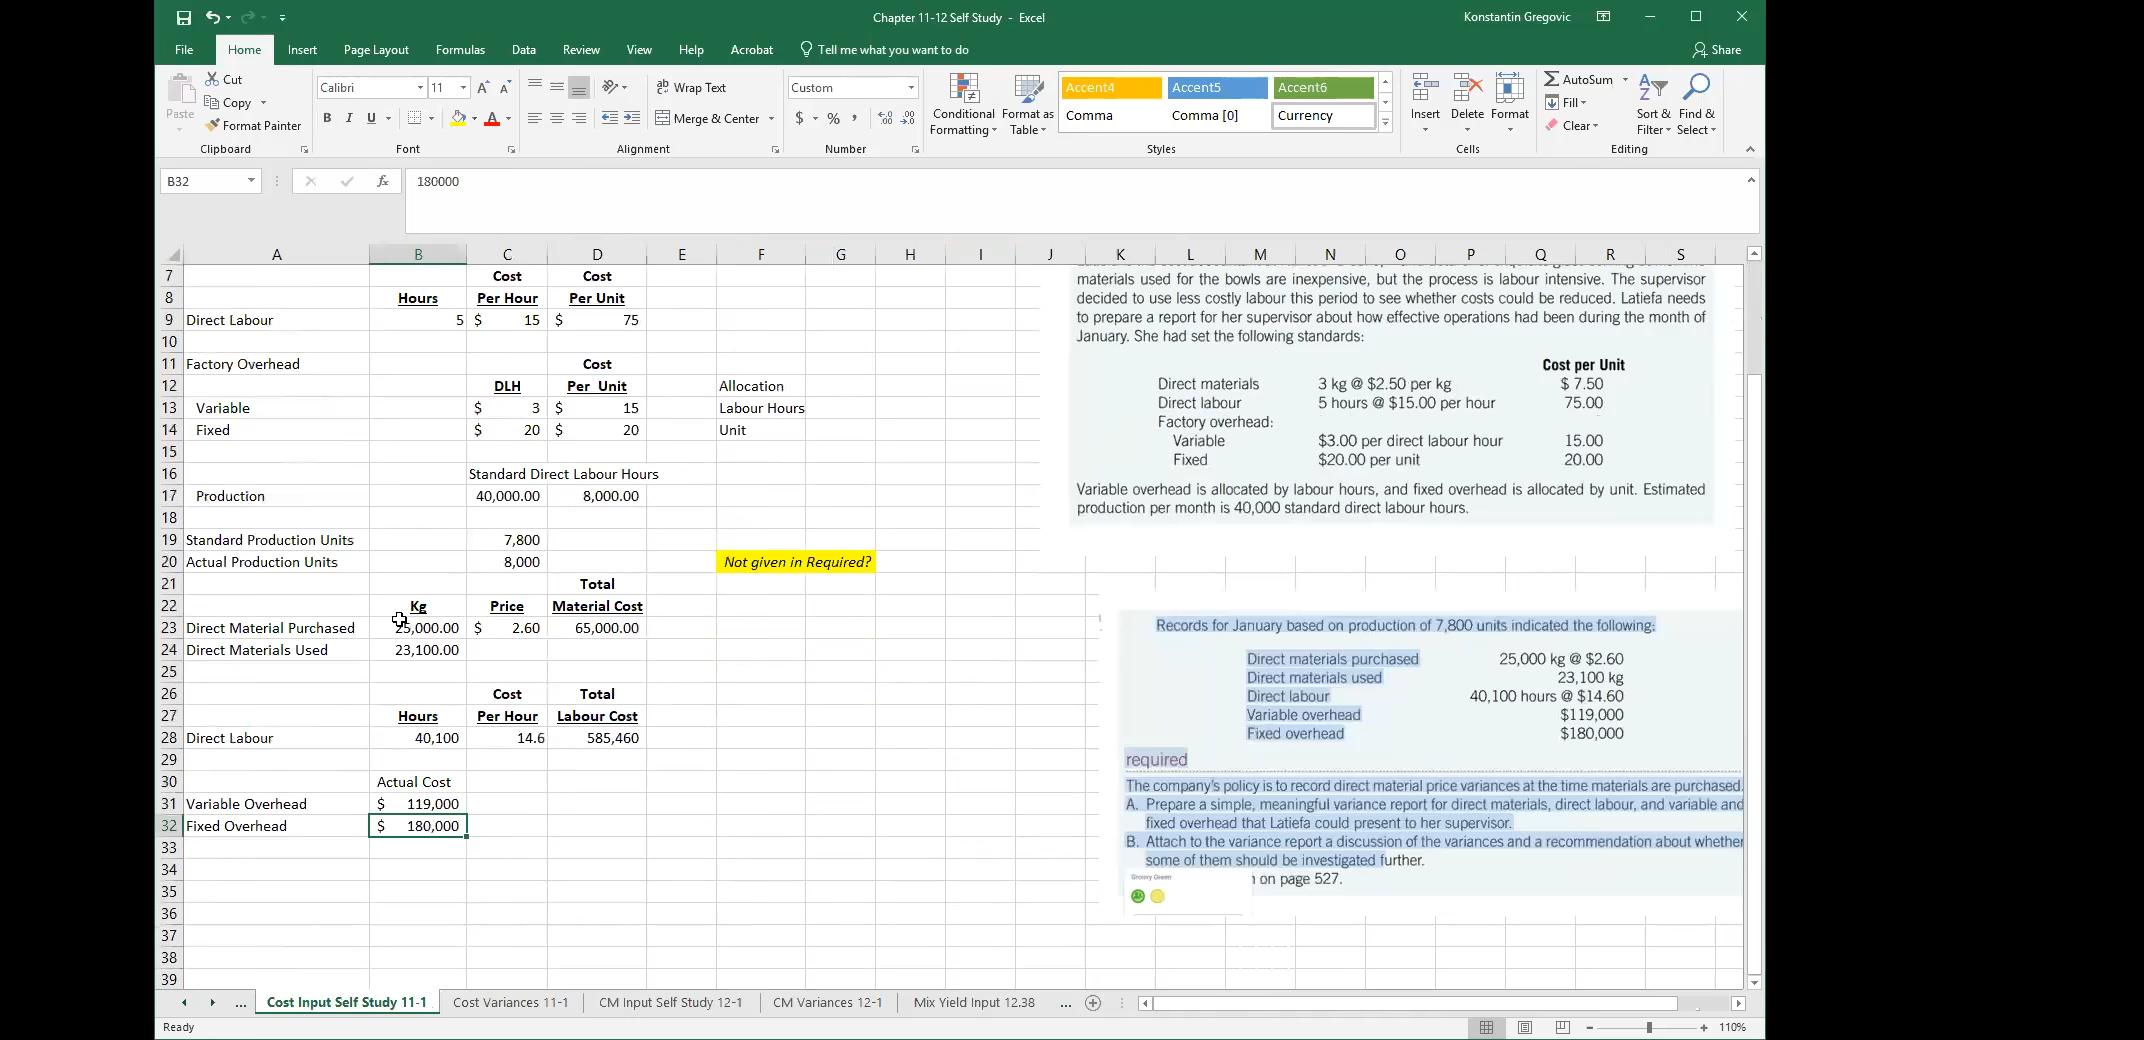 Chapter 11-12 Self Study - Excel
Konstantin Gregovic
File Home Insert Page Layout Formulas Data Review View Help Acrobat Tell me what you want to do Share
Paste
Cut
Copy
Format Painter
Clipboard
Calibri 11
B I U
Font
Wrap Text
Merge & Center
Alignment
Custom
$ % ,
Number
Conditional Formatting
Format as Table
Accent4 Accent5 Accent6
Comma Comma [0] Currency
Styles
Insert Delete Format
Cells
AutoSum
Fill
Clear
Sort & Filter
Find & Select
Editing
B32 fx 180000
A B C D E F G H I J K L M N O P Q R S
7 Cost Cost
8 Hours Per Hour Per Unit
9 Direct Labour 5 $ 15 $ 75
10
11 Factory Overhead Cost
12 DLH Per Unit Allocation
13 Variable $ 3 $ 15 Labour Hours
14 Fixed $ 20 $ 20 Unit
15
16 Standard Direct Labour Hours
17 Production 40,000.00 8,000.00
18
19 Standard Production Units 7,800
20 Actual Production Units 8,000 Not given in Required?
21 Total
22 Kg Price Material Cost
23 Direct Material Purchased 25,000.00 $ 2.60 65,000.00
24 Direct Materials Used 23,100.00
25
26 Cost Total
27 Hours Per Hour Labour Cost
28 Direct Labour 40,100 14.6 585,460
29
30 Actual Cost
31 Variable Overhead $ 119,000
32 Fixed Overhead $ 180,000
33
34
35
36
37
38
39
materials used for the bowls are inexpensive, but the process is labour intensive. The supervisor
decided to use less costly labour this period to see whether costs could be reduced. Latiefa needs
to prepare a report for her supervisor about how effective operations had been during the month of
January. She had set the following standards:
Cost per Unit
Direct materials 3 kg @ $2.50 per kg $ 7.50
Direct labour 5 hours @ $15.00 per hour 75.00
Factory overhead:
Variable $3.00 per direct labour hour 15.00
Fixed $20.00 per unit 20.00
Variable overhead is allocated by labour hours, and fixed overhead is allocated by unit. Estimated
production per month is 40,000 standard direct labour hours.
Records for January based on production of 7,800 units indicated the following:
Direct materials purchased 25,000 kg @ $2.60
Direct materials used 23,100 kg
Direct labour 40,100 hours @ $14.60
Variable overhead $119,000
Fixed overhead $180,000
required
The company's policy is to record direct material price variances at the time materials are purchased.
A. Prepare a simple, meaningful variance report for direct materials, direct labour, and variable and
fixed overhead that Latiefa could present to her supervisor.
B. Attach to the variance report a discussion of the variances and a recommendation about whether
some of them should be investigated further.
on page 527.
... Cost Input Self Study 11-1 Cost Variances 11-1 CM Input Self Study 12-1 CM Variances 12-1 Mix Yield Input 12.38 ...
Ready 110%